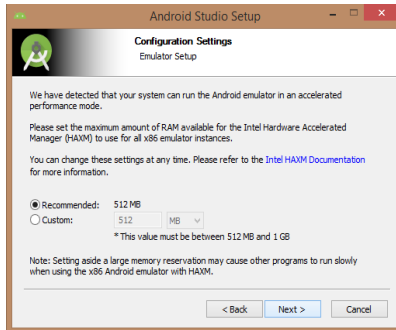 Android Studio Setup
Configuration Settings
Emulator Setup
We have detected that your system can run the Android emulator in an accelerated
performance mode.
Please set the maximum amount of RAM available for the Intel Hardware Accelerated
Manager (HAXM) to use for all x86 emulator instances.
You can change these settings at any time. Please refer to the Intel HAXM Documentation
for more information.
Recommended: 512 MB
Custom: 512 MB
* This value must be between 512 MB and 1 GB
Note: Setting aside a large memory reservation may cause other programs to run slowly
when using the x86 Android emulator with HAXM.
< Back Next > Cancel